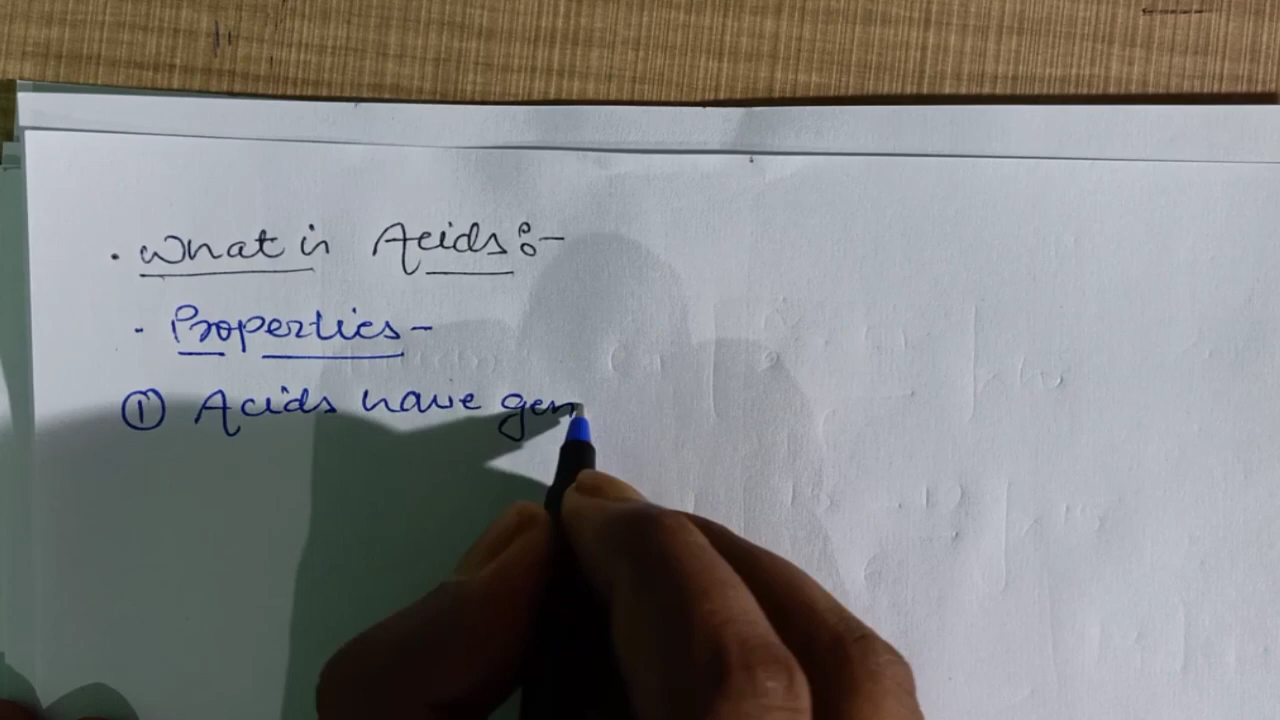 · What is Acids :-
· Properties -
① Acids have gen